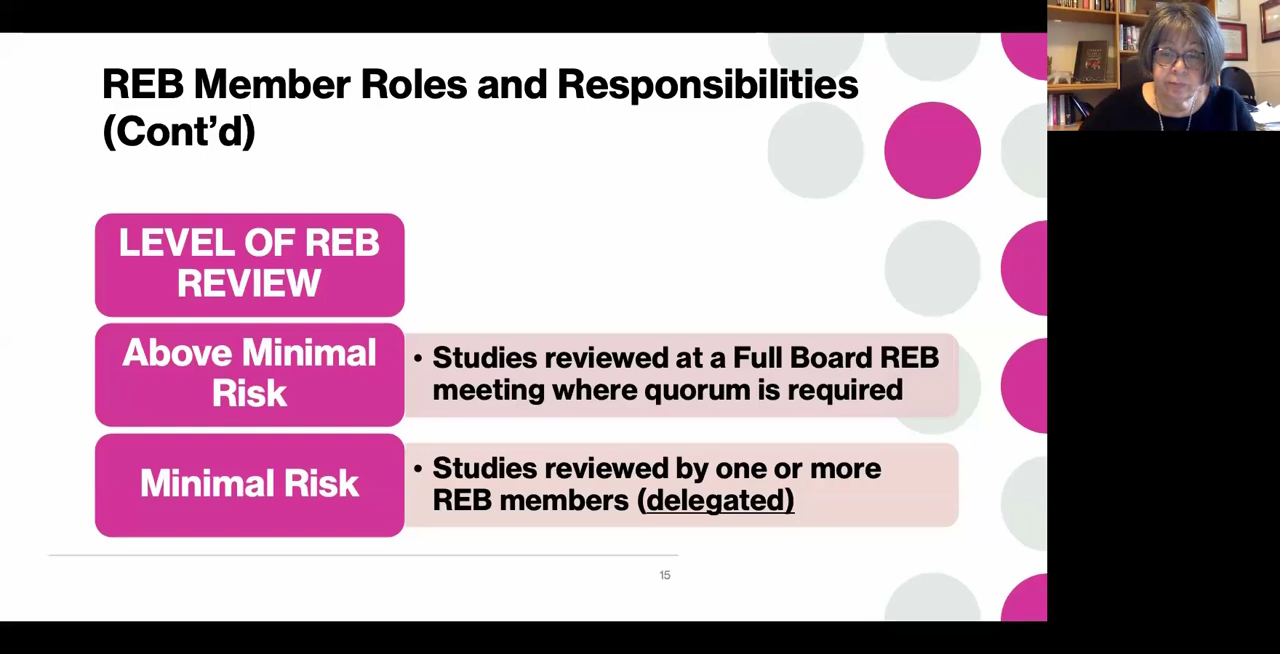 REB Member Roles and Responsibilities
(Cont’d)
LEVEL OF REB
REVIEW
Above Minimal
Risk
• Studies reviewed at a Full Board REB
meeting where quorum is required
Minimal Risk
• Studies reviewed by one or more
REB members (delegated)
15